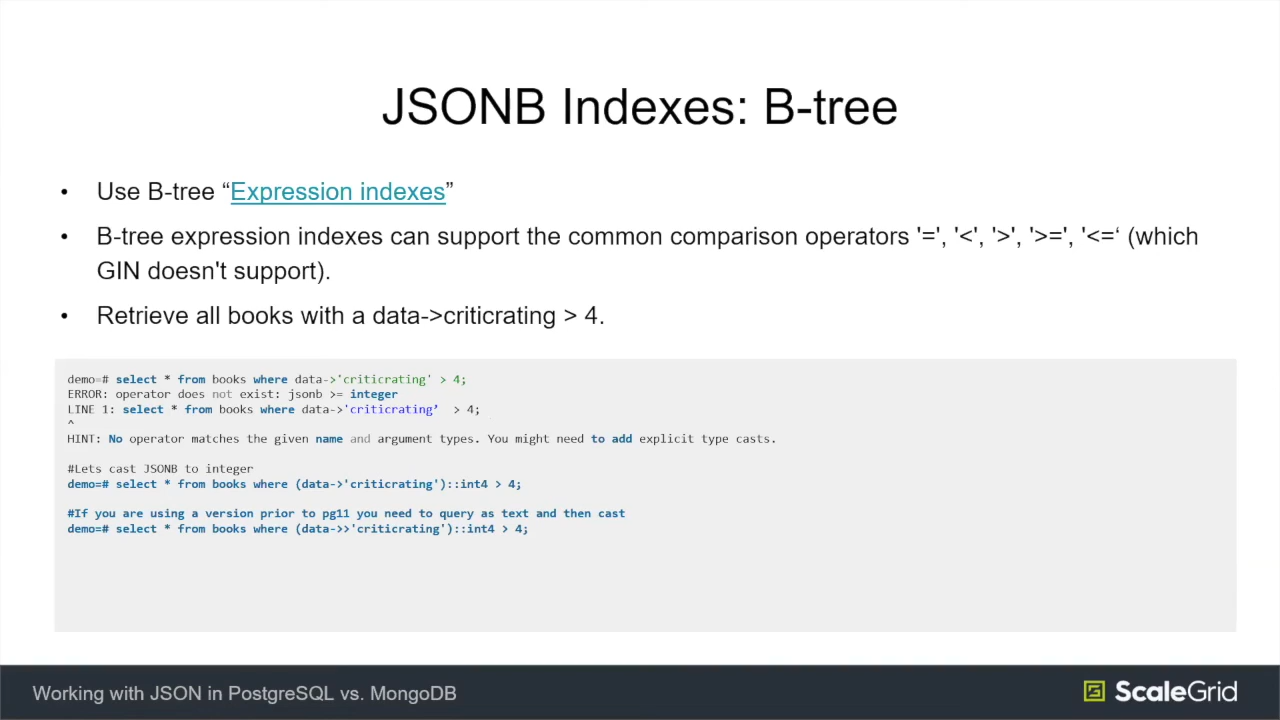 JSONB Indexes: B-tree
• Use B-tree “Expression indexes”
• B-tree expression indexes can support the common comparison operators '=', '<', '>', '>=', '<=‘ (which
GIN doesn't support).
• Retrieve all books with a data->criticrating > 4.
demo=# select * from books where data->'criticrating' > 4;
ERROR: operator does not exist: jsonb >= integer
LINE 1: select * from books where data->'criticrating’  > 4;
^
HINT: No operator matches the given name and argument types. You might need to add explicit type casts.
#Lets cast JSONB to integer
demo=# select * from books where (data->'criticrating')::int4 > 4;
#If you are using a version prior to pg11 you need to query as text and then cast
demo=# select * from books where (data->>'criticrating')::int4 > 4;
Working with JSON in PostgreSQL vs. MongoDB
ScaleGrid